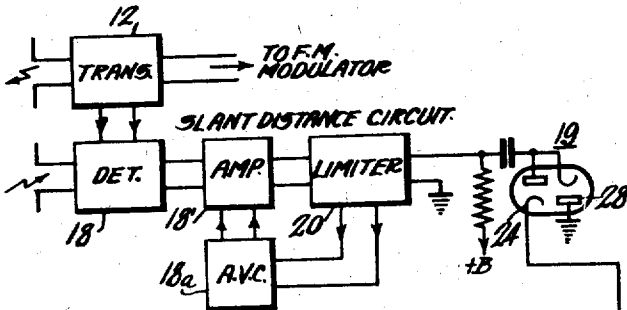 12
TRANS.
TO F.M.
MODULATOR
SLANT DISTANCE CIRCUIT.
DET.
AMP.
LIMITER
19
18
18'
20
24
28
+B
18a
A.V.C.